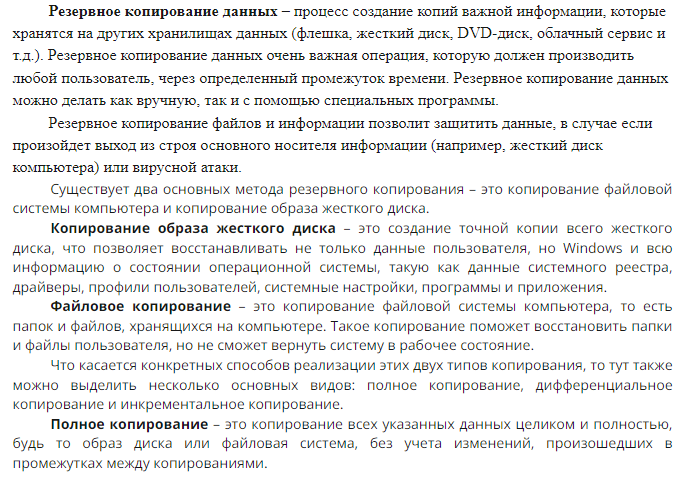 Резервное копирование данных – процесс создание копий важной информации, которые
хранятся на других хранилищах данных (флешка, жесткий диск, DVD-диск, облачный сервис и
т.д.). Резервное копирование данных очень важная операция, которую должен производить
любой пользователь, через определенный промежуток времени. Резервное копирование данных
можно делать как вручную, так и с помощью специальных программы.
Резервное копирование файлов и информации позволит защитить данные, в случае если
произойдет выход из строя основного носителя информации (например, жесткий диск
компьютера) или вирусной атаки.
Существует два основных метода резервного копирования – это копирование файловой
системы компьютера и копирование образа жесткого диска.
Копирование образа жесткого диска – это создание точной копии всего жесткого
диска, что позволяет восстанавливать не только данные пользователя, но Windows и всю
информацию о состоянии операционной системы, такую как данные системного реестра,
драйверы, профили пользователей, системные настройки, программы и приложения.
Файловое копирование – это копирование файловой системы компьютера, то есть
папок и файлов, хранящихся на компьютере. Такое копирование поможет восстановить папки
и файлы пользователя, но не сможет вернуть систему в рабочее состояние.
Что касается конкретных способов реализации этих двух типов копирования, то тут также
можно выделить несколько основных видов: полное копирование, дифференциальное
копирование и инкрементальное копирование.
Полное копирование – это копирование всех указанных данных целиком и полностью,
будь то образ диска или файловая система, без учета изменений, произошедших в
промежутках между копированиями.